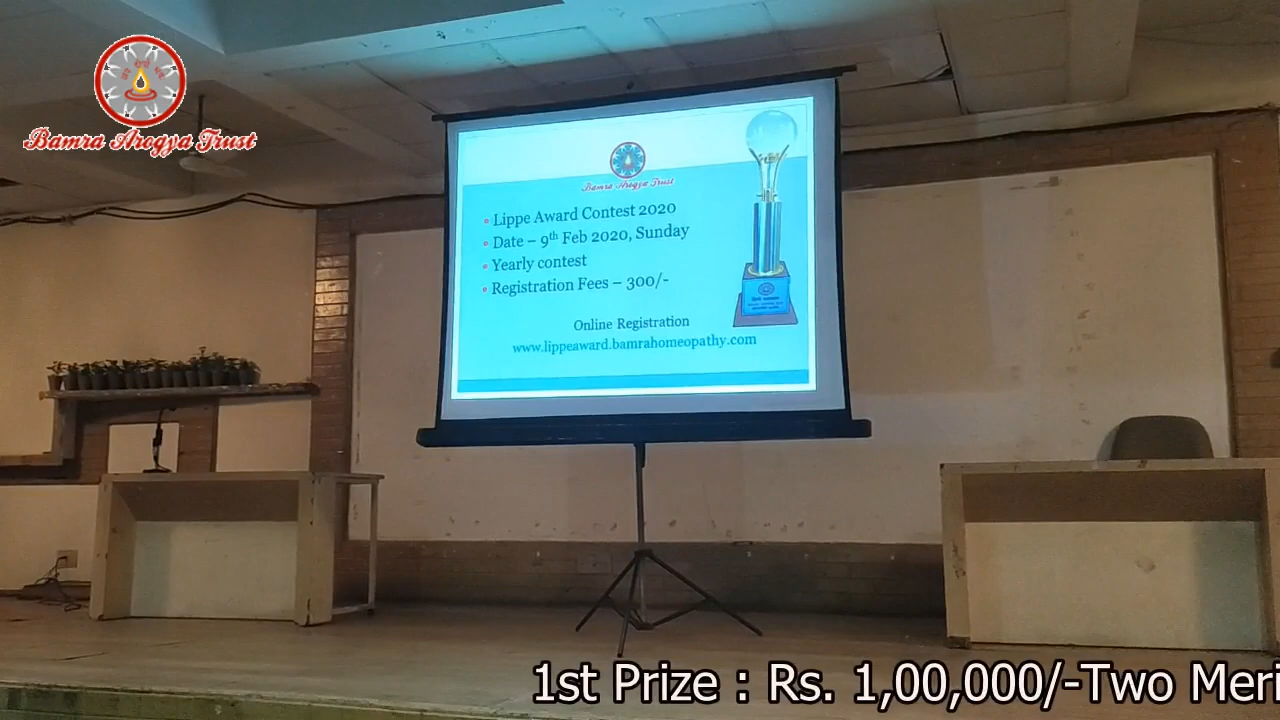 Bamra Arogya Trust
Bamra Arogya Trust
• Lippe Award Contest 2020
• Date – 9th Feb 2020, Sunday
• Yearly contest
• Registration Fees – 300/-
Online Registration
www.lippeaward.bamrahomeopathy.com
1st Prize : Rs. 1,00,000/-Two Meri